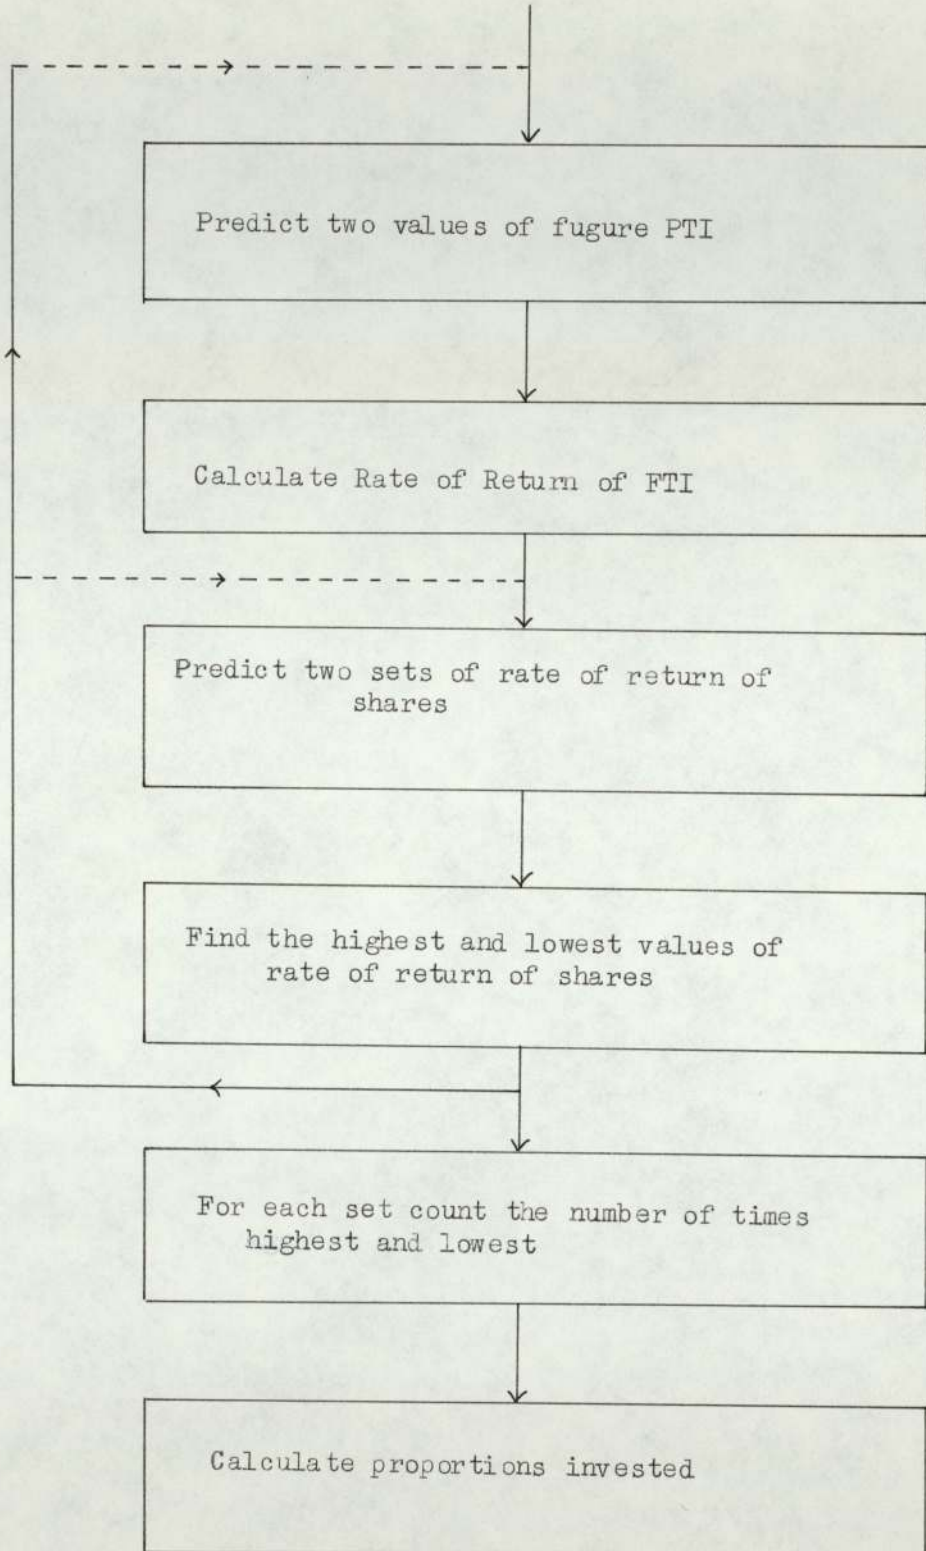 Predict two values of fugure PTI
Calculate Rate of Return of FTI
Predict two sets of rate of return of
shares
Find the highest and lowest values of
rate of return of shares
For each set count the number of times
highest and lowest
Calculate proportions invested